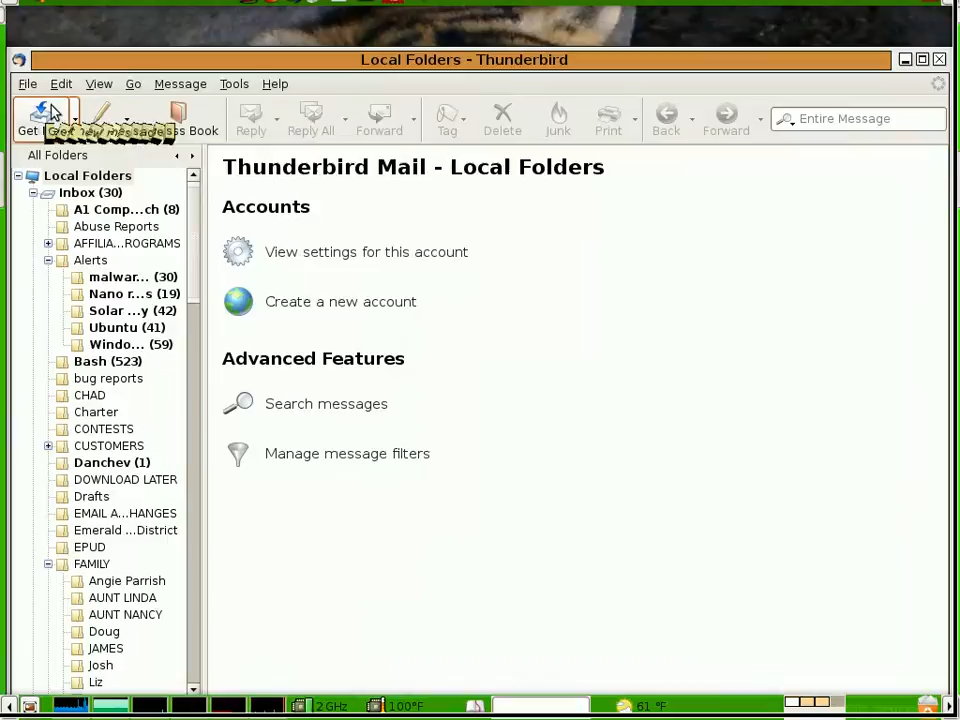 Local Folders - Thunderbird
File Edit View Go Message Tools Help
Get new messages
Get ss Book Reply Reply All Forward Tag Delete Junk Print Back Forward Entire Message
All Folders
Local Folders
Inbox (30)
A1 Comp...ch (8)
Abuse Reports
AFFILIA...ROGRAMS
Alerts
malwar... (30)
Nano r...s (19)
Solar ...y (42)
Ubuntu (41)
Windo... (59)
Bash (523)
bug reports
CHAD
Charter
CONTESTS
CUSTOMERS
Danchev (1)
DOWNLOAD LATER
Drafts
EMAIL A...HANGES
Emerald ...District
EPUD
FAMILY
Angie Parrish
AUNT LINDA
AUNT NANCY
Doug
JAMES
Josh
Liz
Thunderbird Mail - Local Folders
Accounts
View settings for this account
Create a new account
Advanced Features
Search messages
Manage message filters
2 GHz 100°F 61 °F